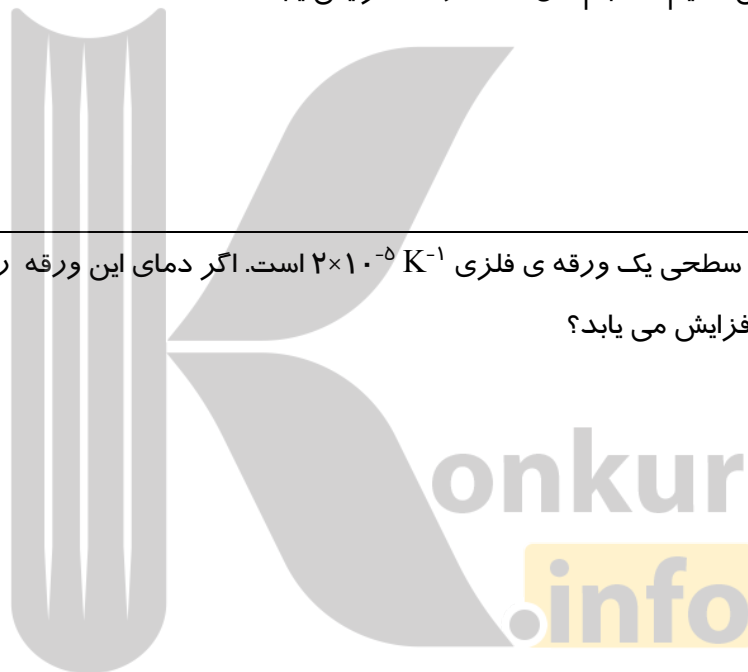 سطحی یک ورقه ی فلزی ۲×۱۰⁻⁵ K⁻¹ است. اگر دمای این ورقه
فزایش می یابد؟
onkur
.info